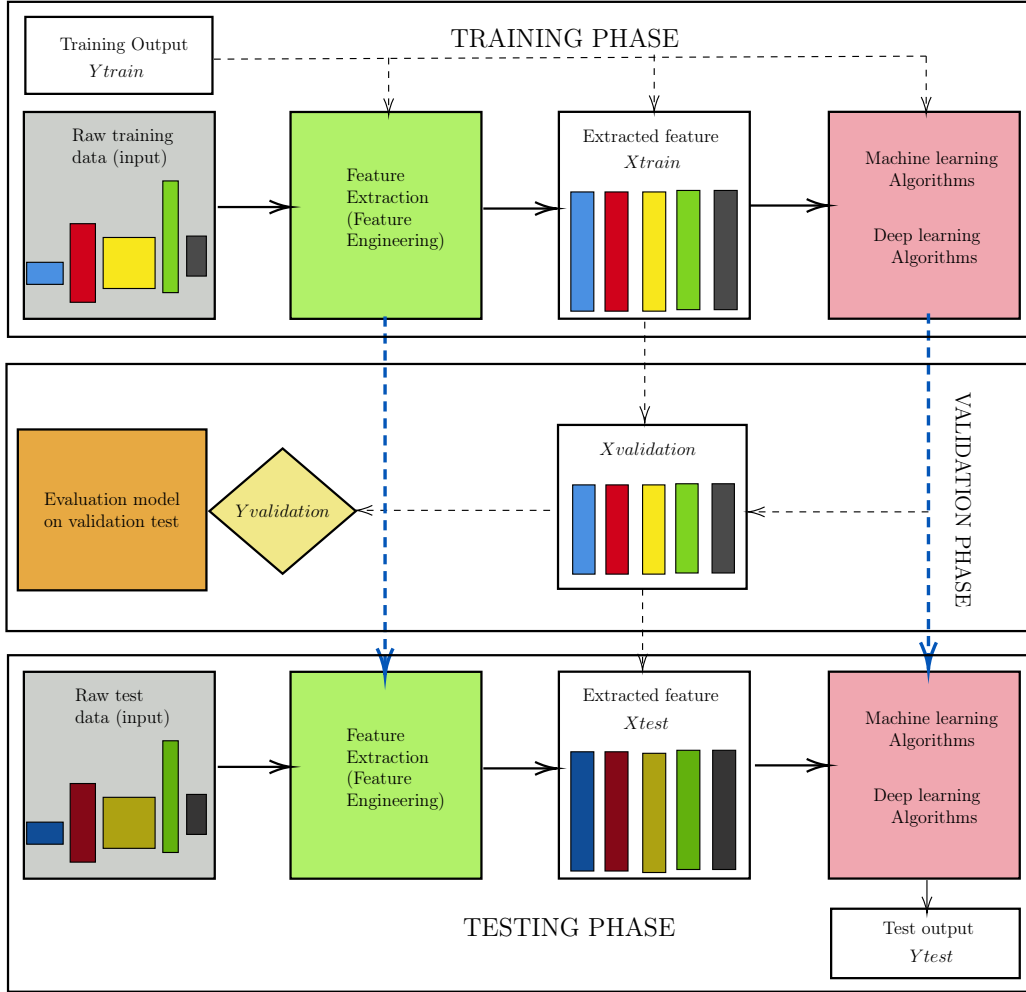 TRAINING PHASE
Training Output
Ytrain
Raw training
data (input)
Feature
Extraction
(Feature
Engineering)
Extracted feature
Xtrain
Machine learning
Algorithms
Deep learning
Algorithms
VALIDATION PHASE
Evaluation model
on validation test
Yvalidation
Xvalidation
Raw test
data (input)
Feature
Extraction
(Feature
Engineering)
Extracted feature
Xtest
Machine learning
Algorithms
Deep learning
Algorithms
TESTING PHASE
Test output
Ytest